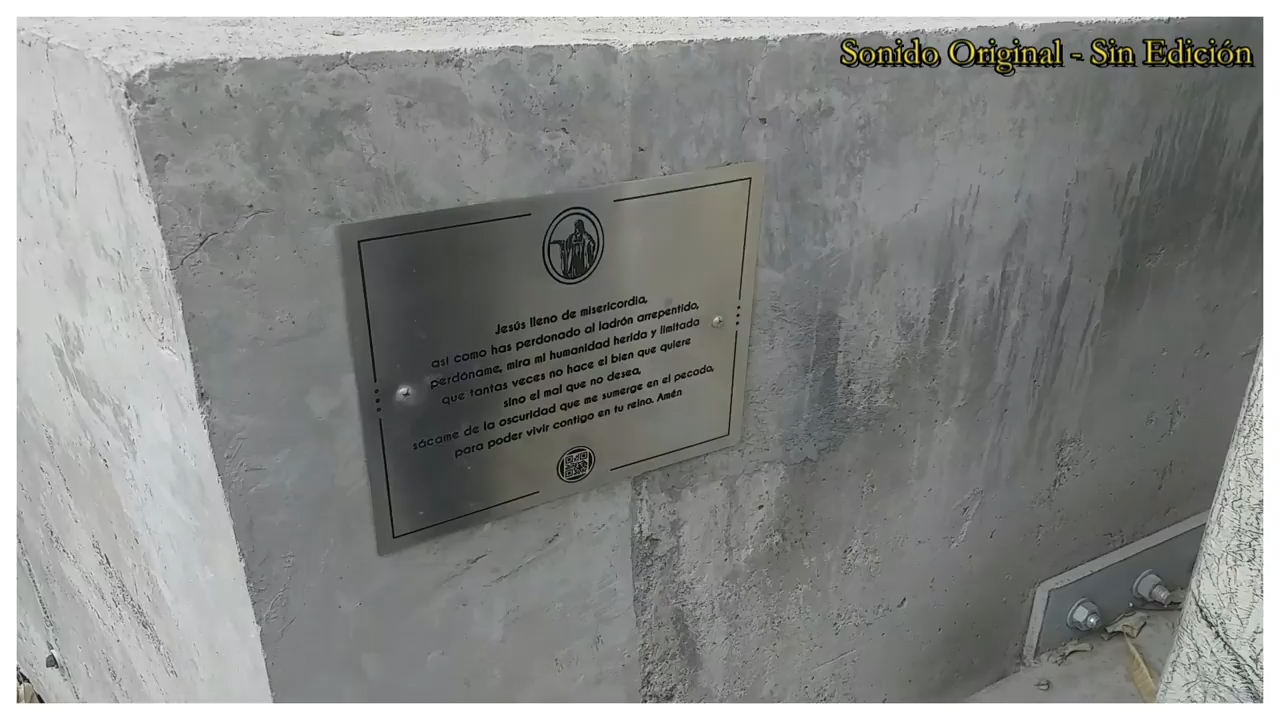 Sonido Original - Sin Edición
Jesús lleno de misericordia,
así como has perdonado al ladrón arrepentido,
perdóname, mira mi humanidad herida y limitada
que tantas veces no hace el bien que quiere
sino el mal que no desea,
sácame de la oscuridad que me sumerge en el pecado,
para poder vivir contigo en tu reino. Amén